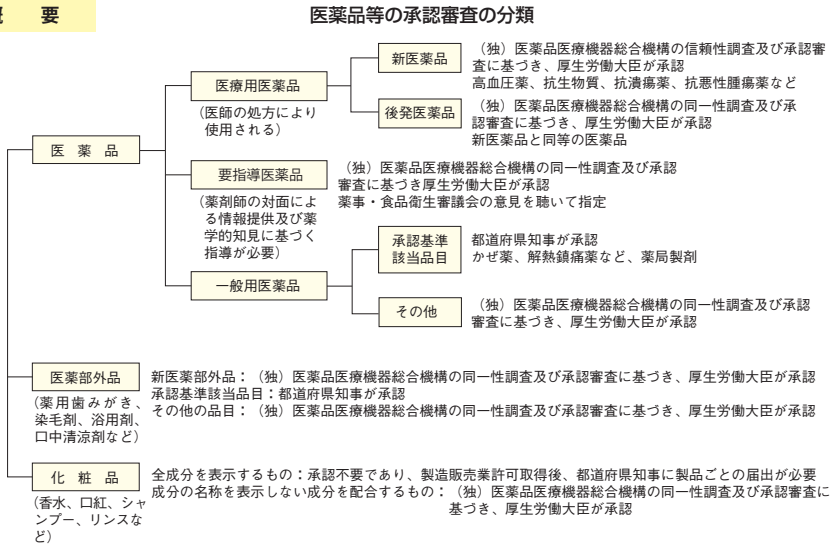 概 要
医薬品等の承認審査の分類
新医薬品
（独）医薬品医療機器総合機構の信頼性調査及び承認審
査に基づき、厚生労働大臣が承認
高血圧薬、抗生物質、抗潰瘍薬、抗悪性腫瘍薬など
医療用医薬品
（医師の処方により
使用される）
後発医薬品
（独）医薬品医療機器総合機構の同一性調査及び承
認審査に基づき、厚生労働大臣が承認
新医薬品と同等の医薬品
医 薬 品
要指導医薬品
（薬剤師の対面によ
る情報提供及び薬
学的知見に基づく
指導が必要）
（独）医薬品医療機器総合機構の同一性調査及び承認
審査に基づき厚生労働大臣が承認
薬事・食品衛生審議会の意見を聴いて指定
承認基準
該当品目
都道府県知事が承認
かぜ薬、解熱鎮痛薬など、薬局製剤
一般用医薬品
その他
（独）医薬品医療機器総合機構の同一性調査及び承認
審査に基づき、厚生労働大臣が承認
医薬部外品
（薬用歯みがき、
染毛剤、浴用剤、
口中清涼剤など）
新医薬部外品：（独）医薬品医療機器総合機構の同一性調査及び承認審査に基づき、厚生労働大臣が承認
承認基準該当品目：都道府県知事が承認
その他の品目：（独）医薬品医療機器総合機構の同一性調査及び承認審査に基づき、厚生労働大臣が承認
化 粧 品
（香水、口紅、シャ
ンプー、リンスな
ど）
全成分を表示するもの：承認不要であり、製造販売業許可取得後、都道府県知事に製品ごとの届出が必要
成分の名称を表示しない成分を配合するもの：（独）医薬品医療機器総合機構の同一性調査及び承認審査に
基づき、厚生労働大臣が承認